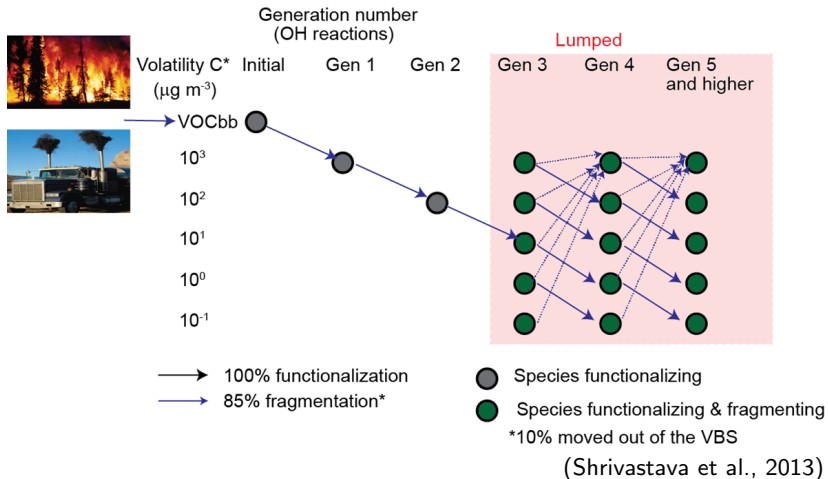 Generation number
(OH reactions)
Lumped
Volatility C* Initial Gen 1 Gen 2 Gen 3 Gen 4 Gen 5
(μg m⁻³) and higher
VOCbb
10³
10²
10¹
10⁰
10⁻¹
100% functionalization
85% fragmentation*
Species functionalizing
Species functionalizing & fragmenting
*10% moved out of the VBS
(Shrivastava et al., 2013)